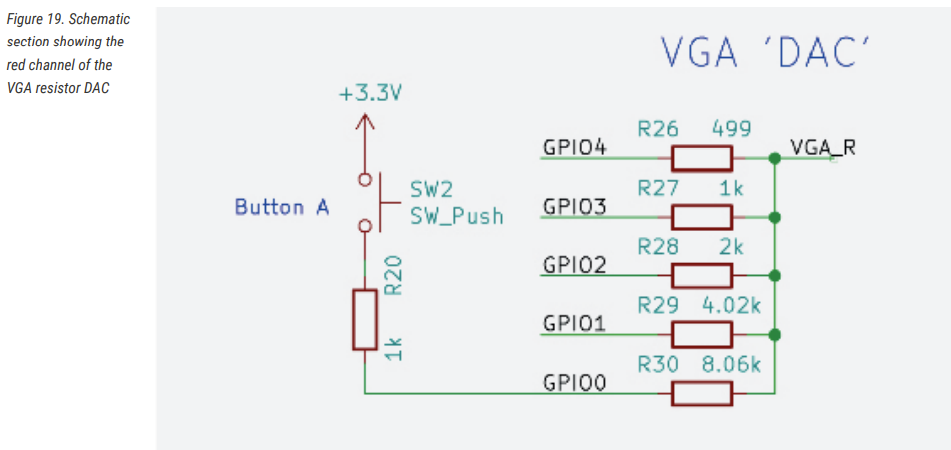 Figure 19. Schematic
section showing the
red channel of the
VGA resistor DAC
VGA 'DAC'
+3.3V
Button A
SW2
SW_Push
R20
1k
GPIO4
R26 499
VGA_R
GPIO3
R27 1k
GPIO2
R28 2k
GPIO1
R29 4.02k
GPIO0
R30 8.06k